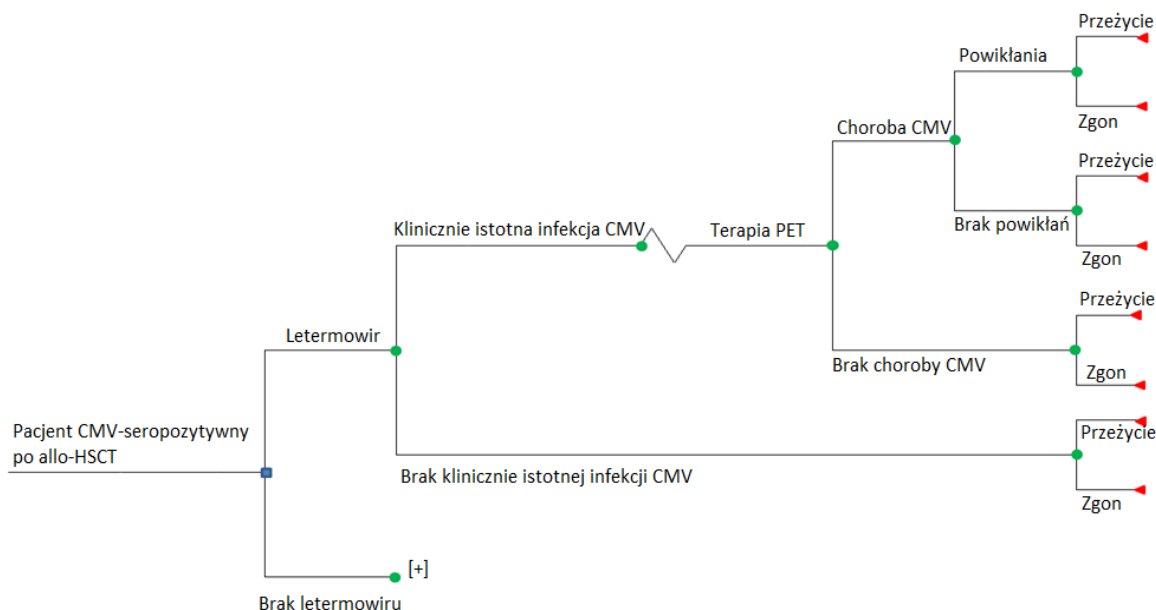 Przeżycie
Powikłania
Zgon
Choroba CMV
Przeżycie
Brak powikłań
Klinicznie istotna infekcja CMV
Terapia PET
Zgon
Przeżycie
Letermowir
Brak choroby CMV
Zgon
Pacjent CMV-seropozytywny
po allo-HSCT
Przeżycie
Brak klinicznie istotnej infekcji CMV
Zgon
[+]
Brak letermowiru